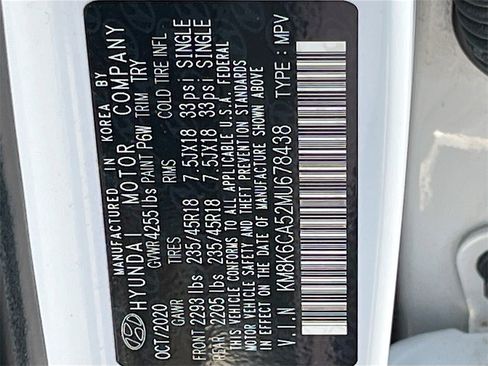 MANUFACTURED IN KOREA BY
HYUNDAI MOTOR COMPANY
OCT/2020 GVWR 4255 lbs PAINT P6W TRIM TRY
GAWR TIRES RIMS COLD TIRE INFL
FRONT 2293 lbs 235/45R18 7.5JX18 33psi SINGLE
REAR 2205 lbs 235/45R18 7.5JX18 33psi SINGLE
THIS VEHICLE CONFORMS TO ALL APPLICABLE U.S.A. FEDERAL
MOTOR VEHICLE SAFETY AND THEFT PREVENTION STANDARDS
IN EFFECT ON THE DATE OF MANUFACTURE SHOWN ABOVE
V.I.N KM8K6CA52MU678438 TYPE : MPV